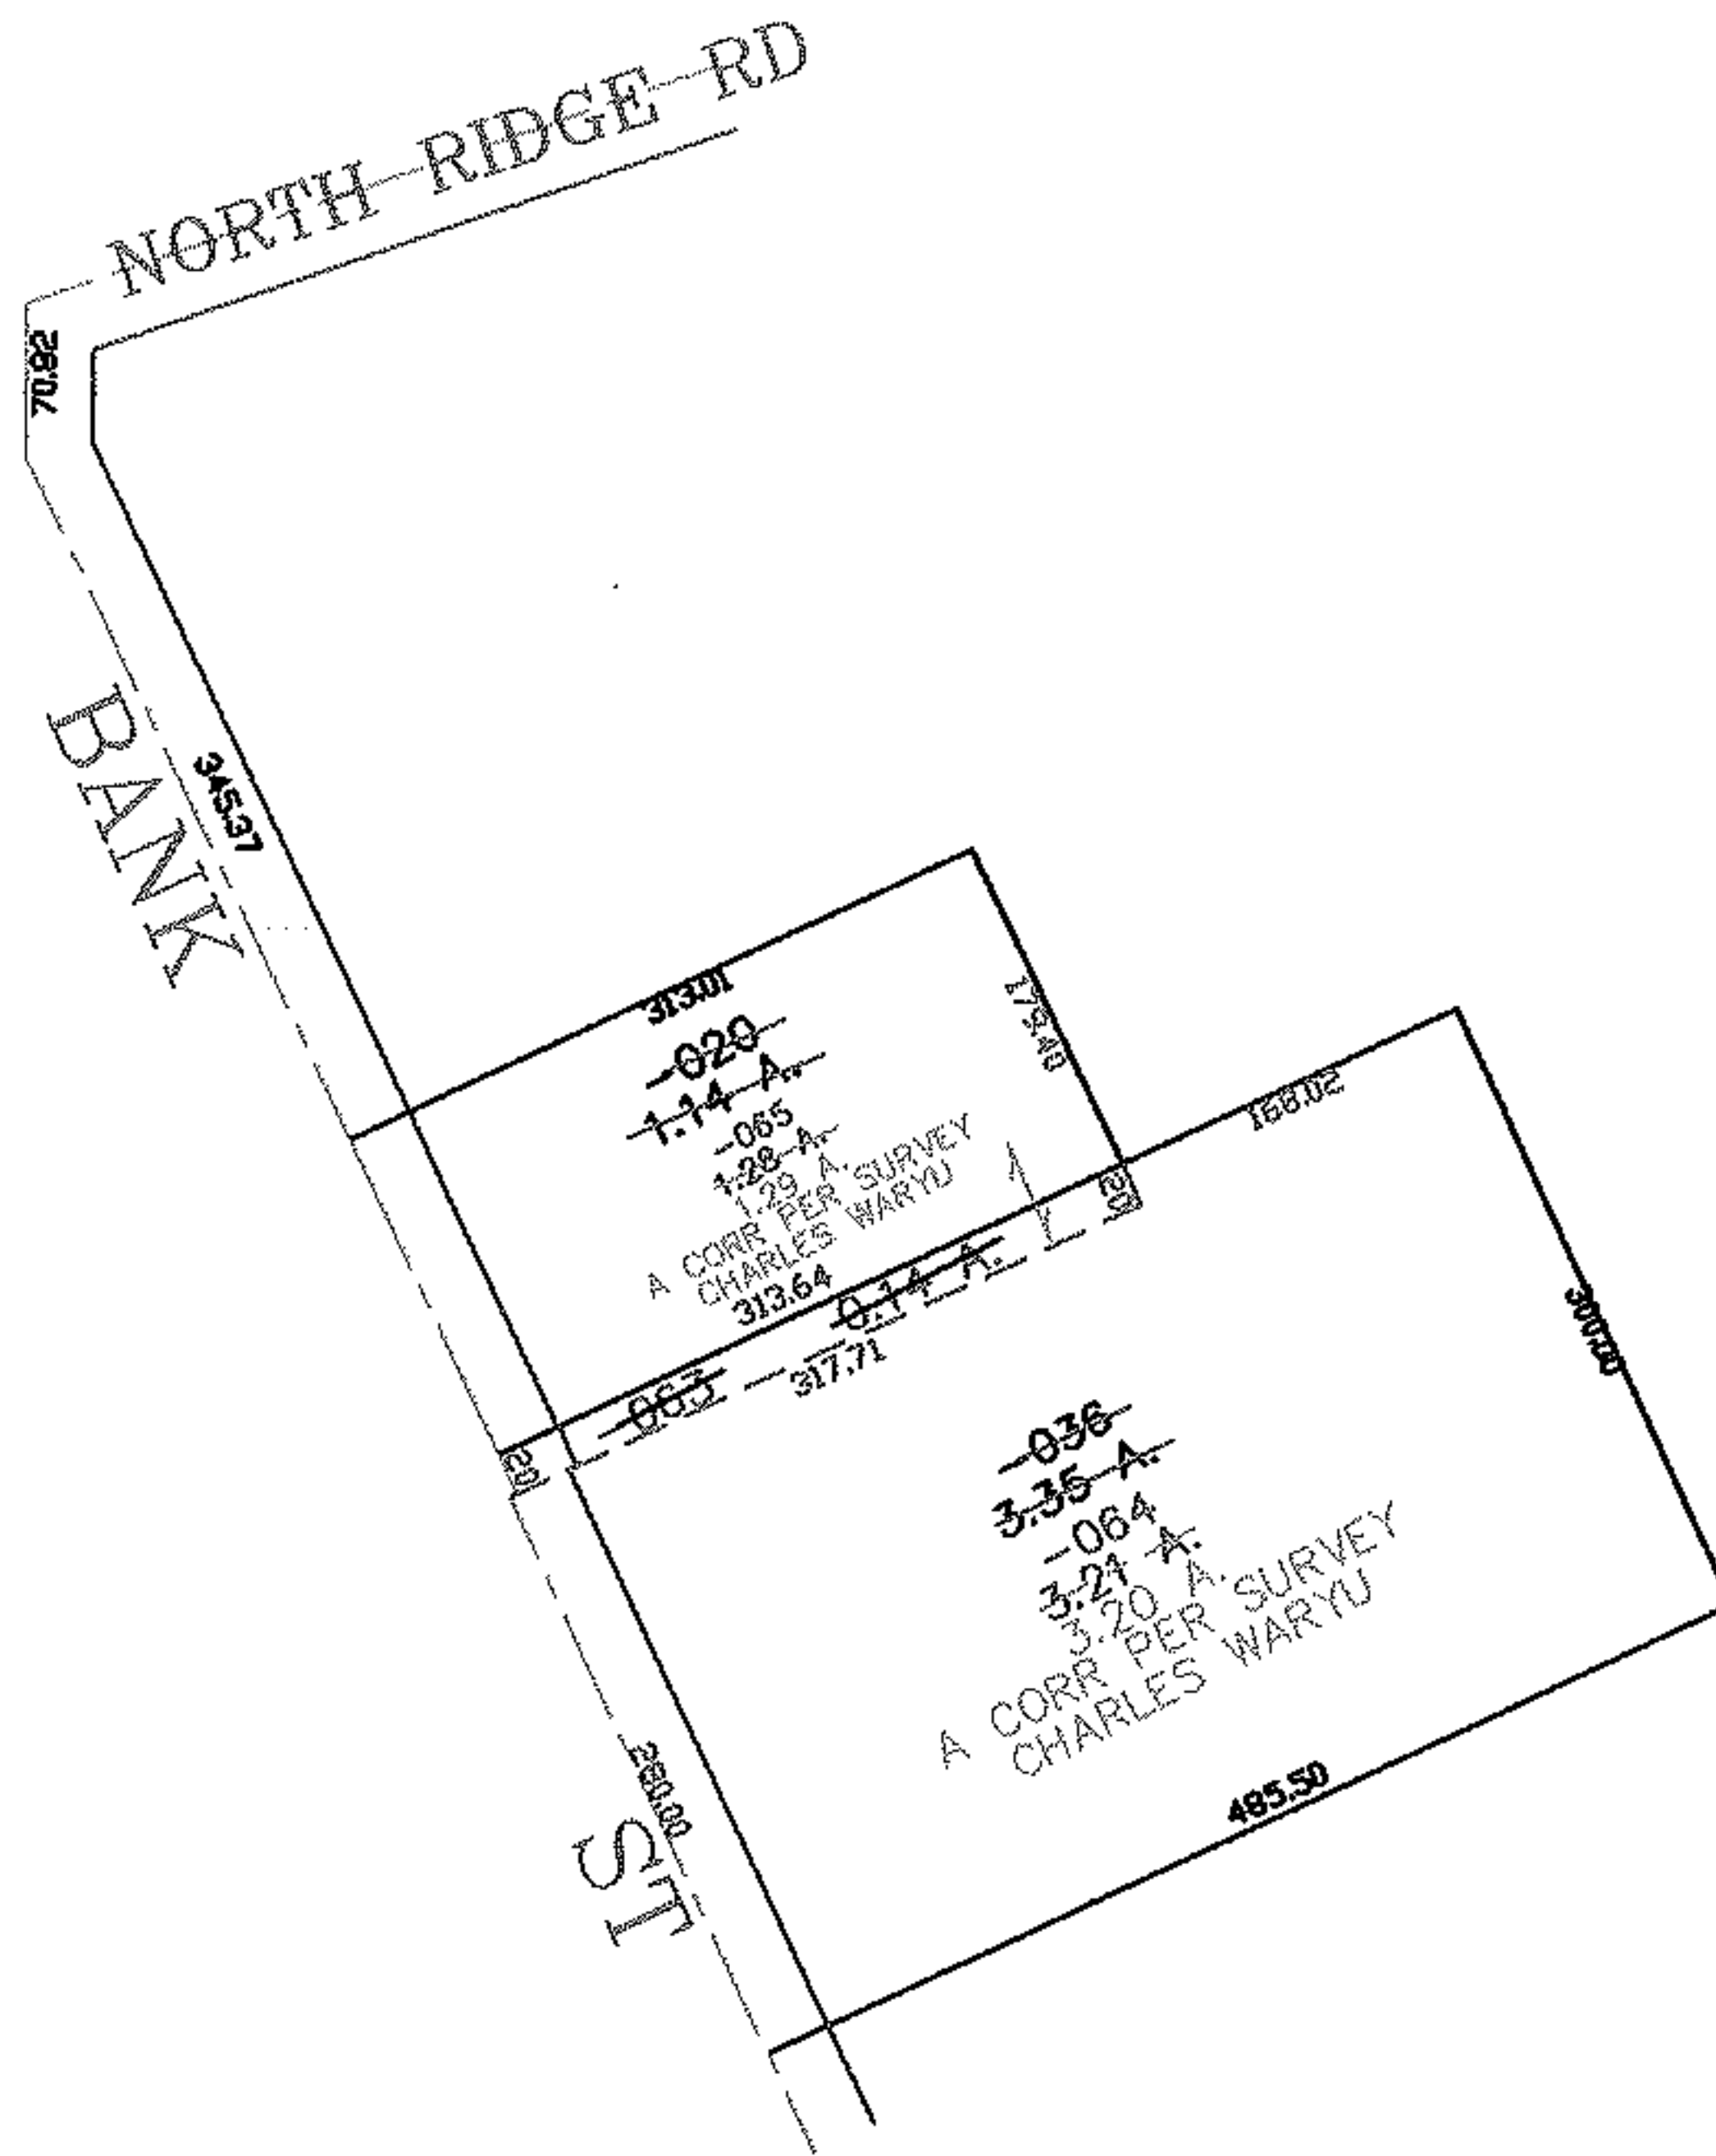 NORTH RIDGE RD
70.82
BANK
345.37
313.01
179.40
-020
1.14 A.
-065
1.28 A.
1.29 A.
A CORR PER SURVEY
CHARLES WARYU
313.64
168.02
20'
-063
0.14 A.
317.71
20'
300.00
-036
3.35 A.
-064
3.21 A.
3.20 A.
A CORR PER SURVEY
CHARLES WARYU
280.00
ST
485.50